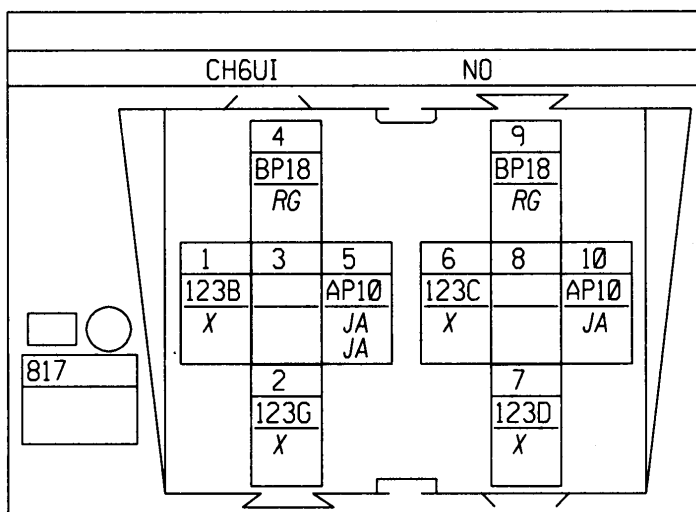 CH6UI NO
4 9
BP18 BP18
RG RG
1 3 5 6 8 10
123B AP10 123C AP10
X JA X JA
JA
817
2 7
123G 123D
X X